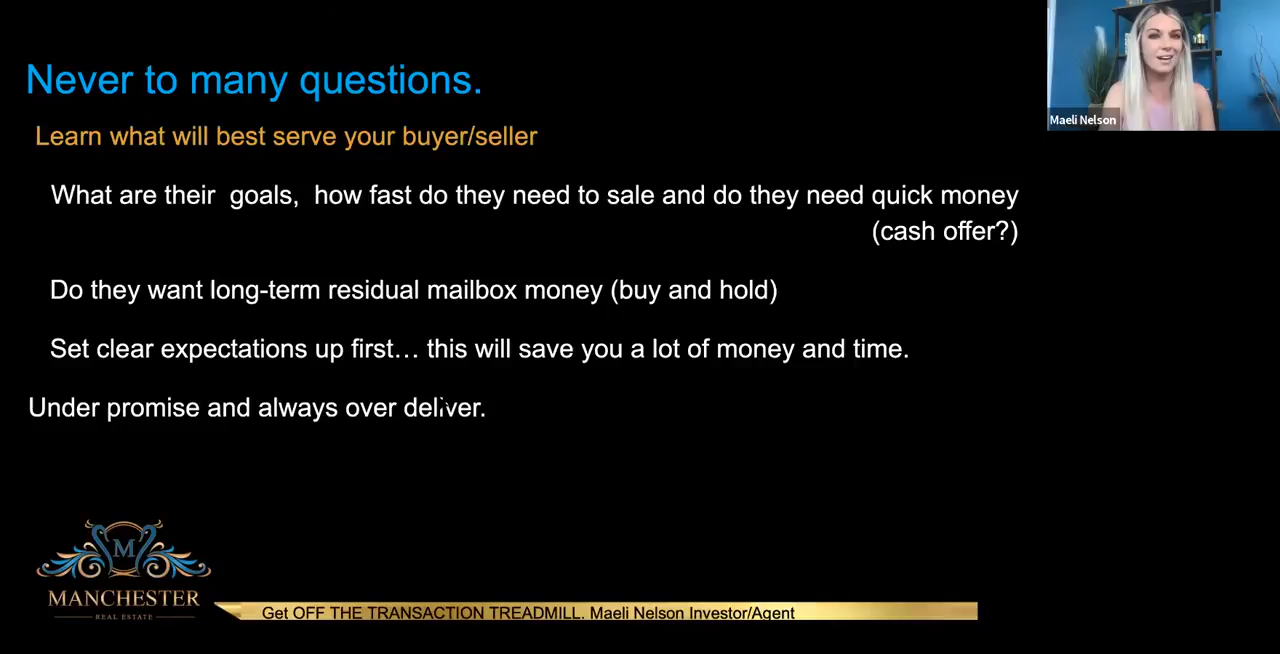 Never to many questions.
Learn what will best serve your buyer/seller
What are their goals, how fast do they need to sale and do they need quick money
(cash offer?)
Do they want long-term residual mailbox money (buy and hold)
Set clear expectations up first… this will save you a lot of money and time.
Under promise and always over deliver.
Maeli Nelson
M
MANCHESTER
REAL ESTATE
Get OFF THE TRANSACTION TREADMILL. Maeli Nelson Investor/Agent